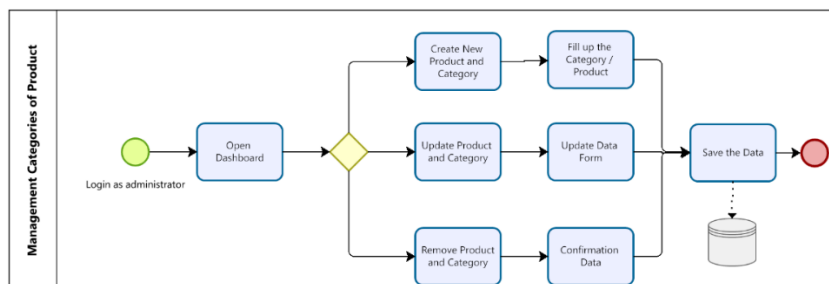 Management Categories of Product
Login as administrator
Open
Dashboard
Create New
Product and
Category
Fill up the
Category /
Product
Update Product
and Category
Update Data
Form
Remove Product
and Category
Confirmation
Data
Save the Data